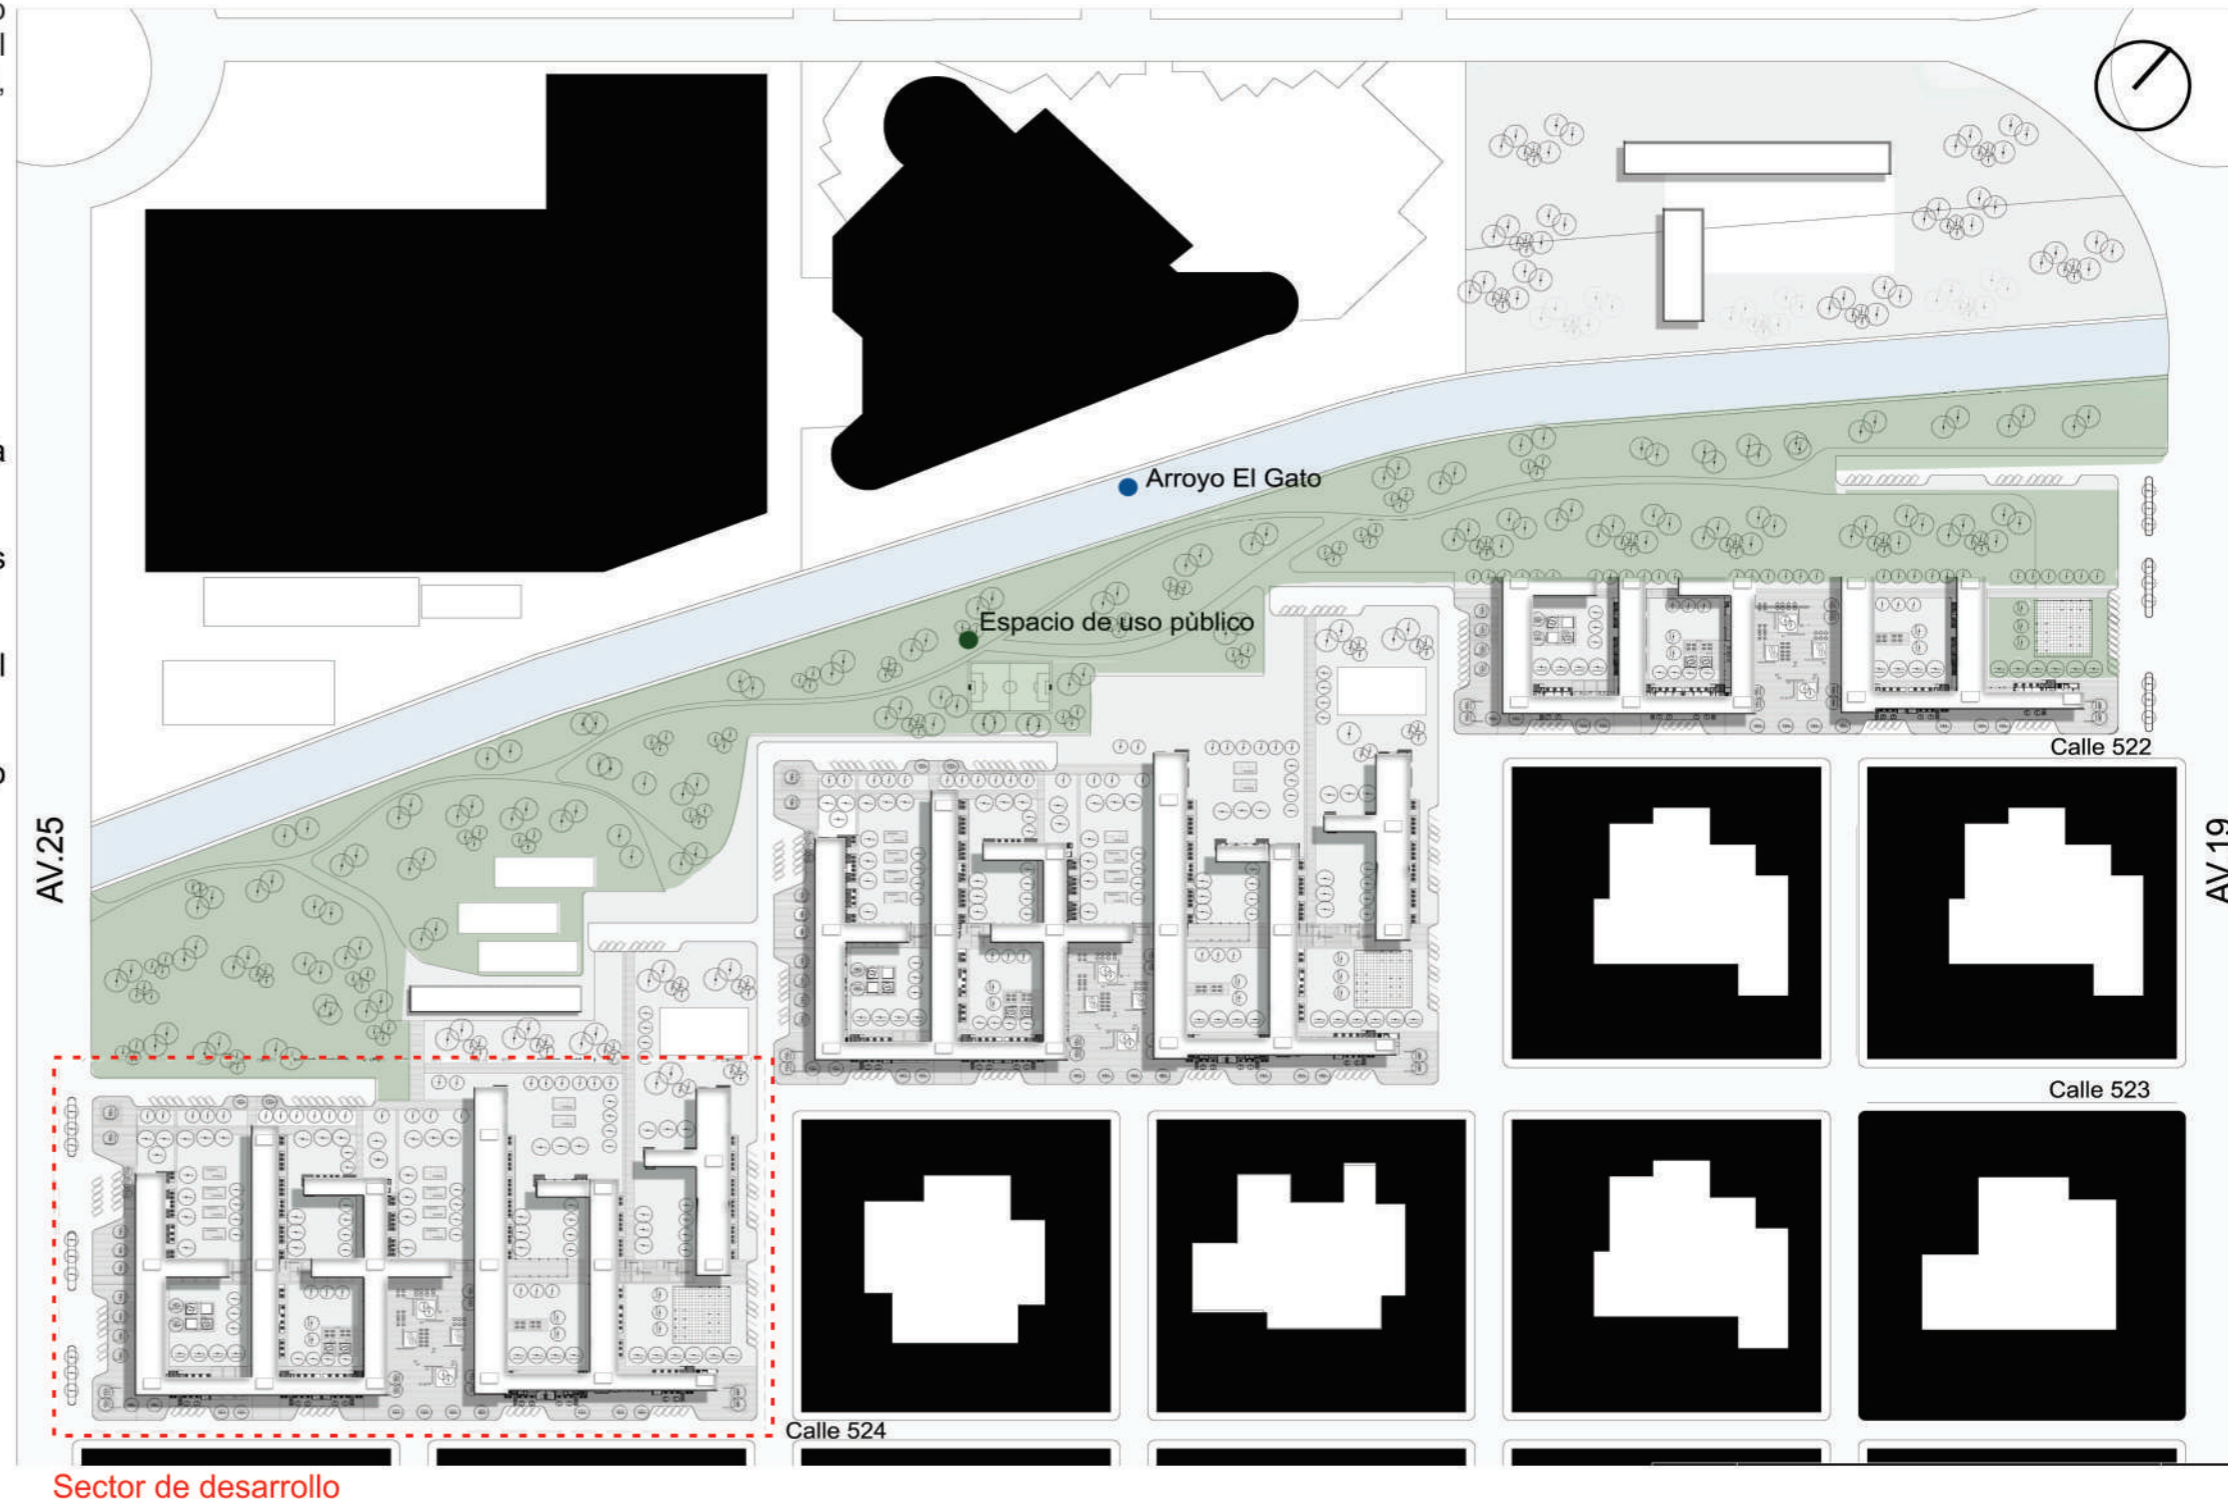 o
l
,
a
s
l
o
Arroyo El Gato
Espacio de uso pùblico
Calle 522
AV.25
AV.19
Calle 523
Calle 524
Sector de desarrollo